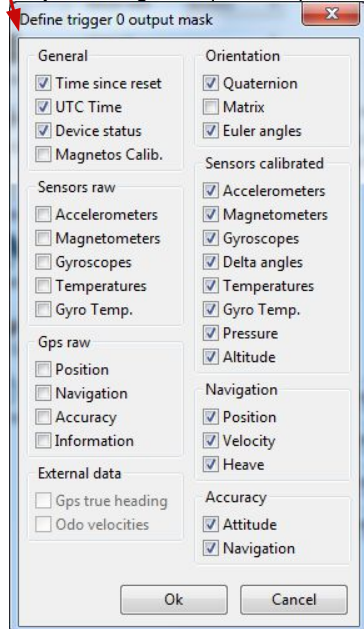 Define trigger 0 output mask
General
Time since reset
UTC Time
Device status
Magnetos Calib.
Sensors raw
Accelerometers
Magnetometers
Gyroscopes
Temperatures
Gyro Temp.
Gps raw
Position
Navigation
Accuracy
Information
External data
Gps true heading
Odo velocities
Orientation
Quaternion
Matrix
Euler angles
Sensors calibrated
Accelerometers
Magnetometers
Gyroscopes
Delta angles
Temperatures
Gyro Temp.
Pressure
Altitude
Navigation
Position
Velocity
Heave
Accuracy
Attitude
Navigation
Ok
Cancel